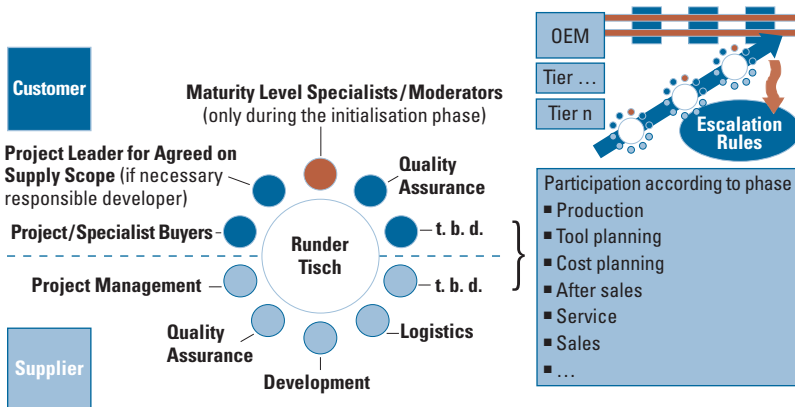 Customer
Maturity Level Specialists/Moderators
(only during the initialisation phase)
Project Leader for Agreed on
Supply Scope (if necessary
responsible developer)
Quality
Assurance
Project/Specialist Buyers
t. b. d.
Runder
Tisch
Project Management
t. b. d.
Quality
Assurance
Logistics
Development
Supplier
OEM
Tier …
Tier n
Escalation
Rules
Participation according to phase
■ Production
■ Tool planning
■ Cost planning
■ After sales
■ Service
■ Sales
■ …